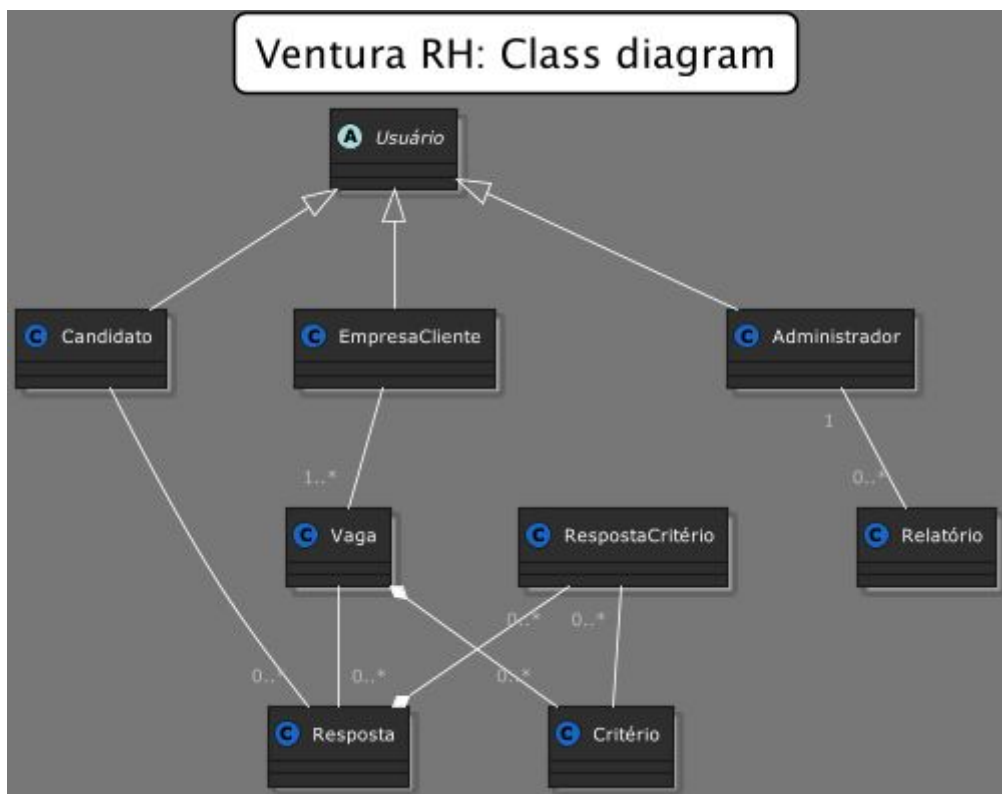 Ventura RH: Class diagram
A Usuário
C Candidato
C EmpresaCliente
C Administrador
1
1..*
0..*
C Vaga
C RespostaCritério
C Relatório
0..*
0..*
0..*
0..*
0..*
C Resposta
C Critério